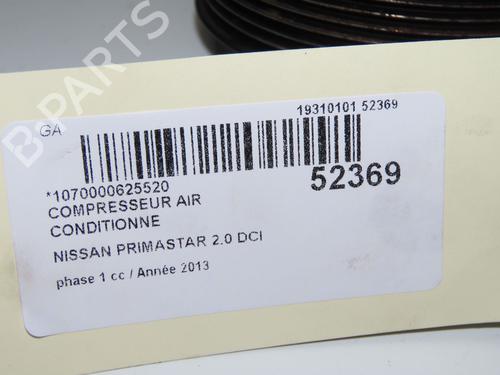 B-PARTS
GA
19310101 52369
*1070000625520
52369
COMPRESSEUR AIR
CONDITIONNE
NISSAN PRIMASTAR 2.0 DCI
phase 1 cc / Année 2013